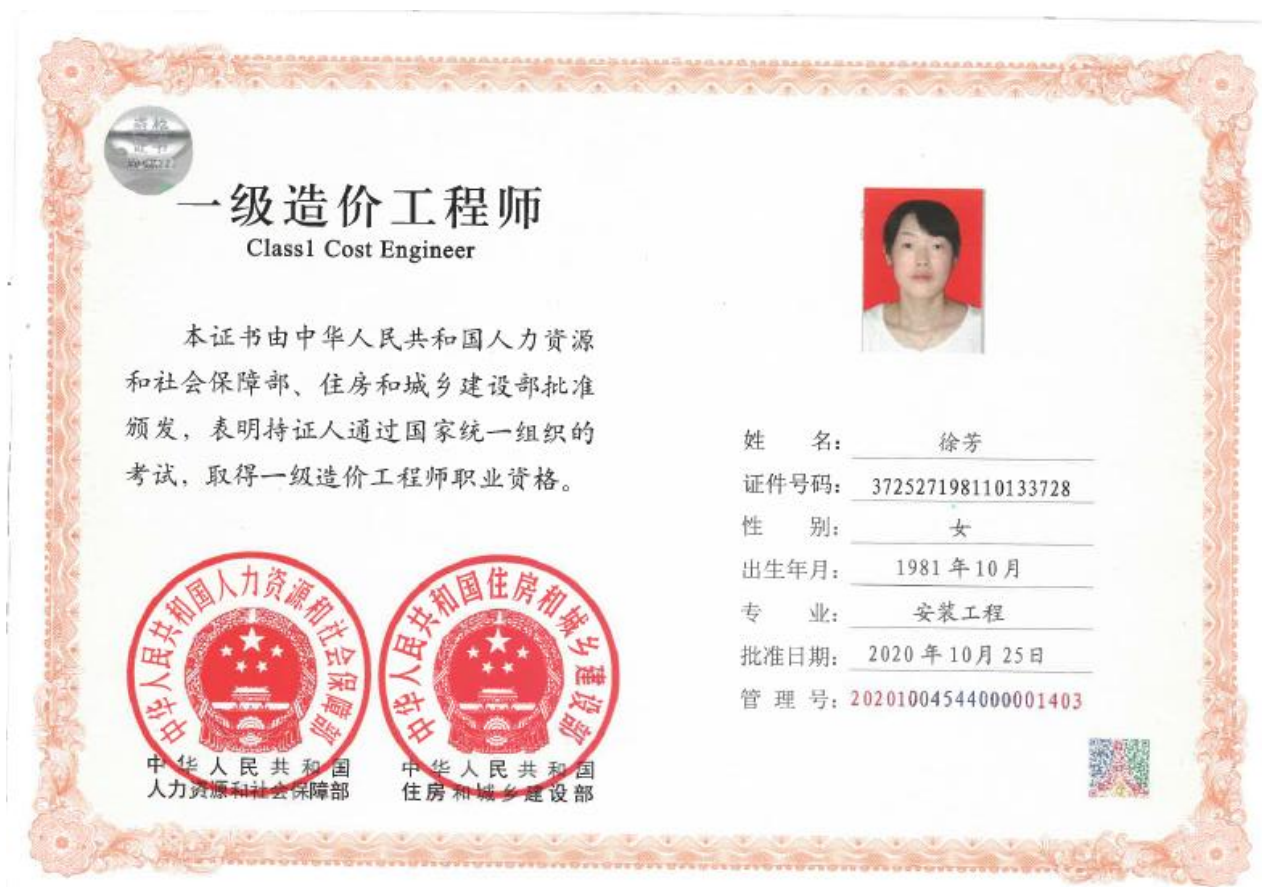 一级造价工程师
Class1 Cost Engineer
本证书由中华人民共和国人力资源
和社会保障部、住房和城乡建设部批准
颁发，表明持证人通过国家统一组织的
考试，取得一级造价工程师职业资格。
中华人民共和国人力资源和社会保障部
中华人民共和国住房和城乡建设部
中华人民共和国
人力资源和社会保障部
中华人民共和国
住房和城乡建设部
姓 名： 徐芳
证件号码： 372527198110133728
性 别： 女
出生年月： 1981年10月
专 业： 安装工程
批准日期： 2020年10月25日
管 理 号： 20201004544000001403